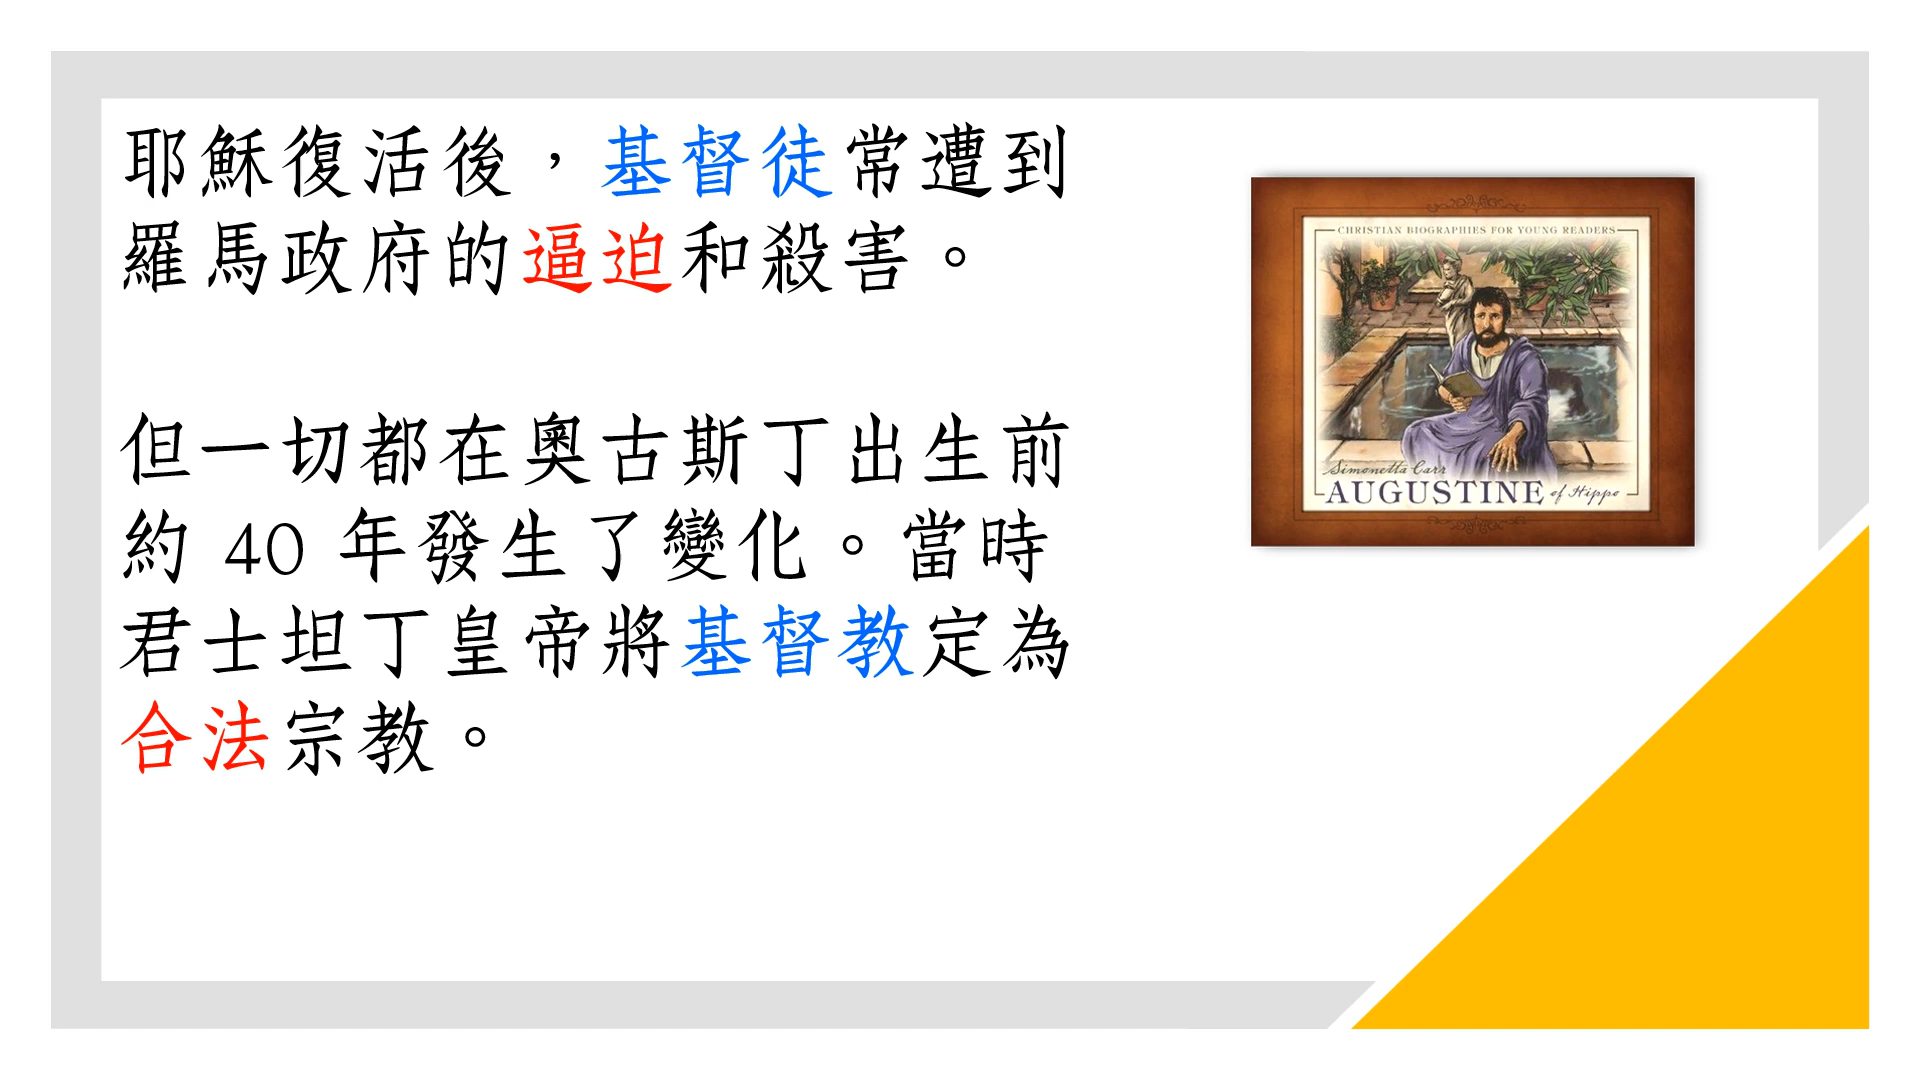 耶穌復活後，基督徒常遭到
羅馬政府的逼迫和殺害。
但一切都在奧古斯丁出生前
約 40 年發生了變化。當時
君士坦丁皇帝將基督教定為
合法宗教。
CHRISTIAN BIOGRAPHIES FOR YOUNG READERS
Simonetta Carr
AUGUSTINE of Hippo